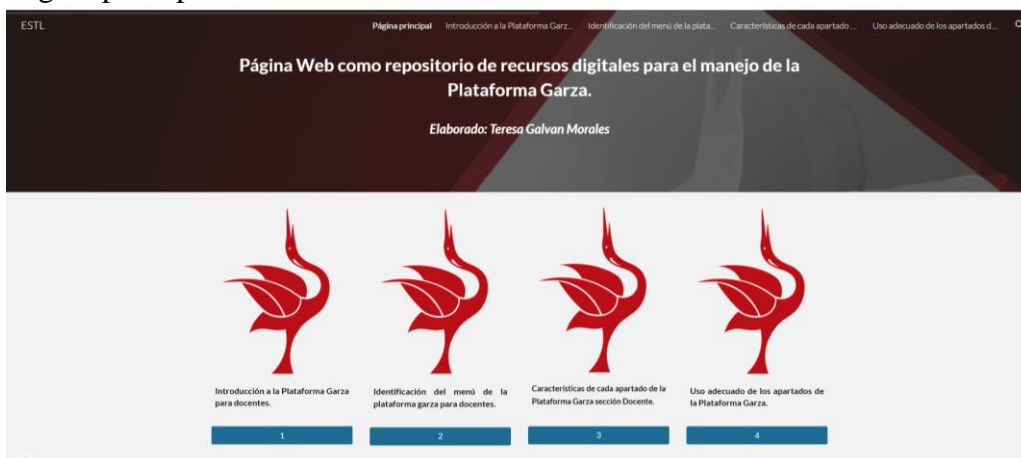 ESTL
Página principal
Introducción a la Plataforma Garz...
Identificación del menú de la plata...
Características de cada apartado ...
Uso adecuado de los apartados d...
Página Web como repositorio de recursos digitales para el manejo de la
Plataforma Garza.
Elaborado: Teresa Galvan Morales
Introducción a la Plataforma Garza
para docentes.
1
Identificación del menú de la
plataforma garza para docentes.
2
Características de cada apartado de la
Plataforma Garza sección Docente.
3
Uso adecuado de los apartados de
la Plataforma Garza.
4